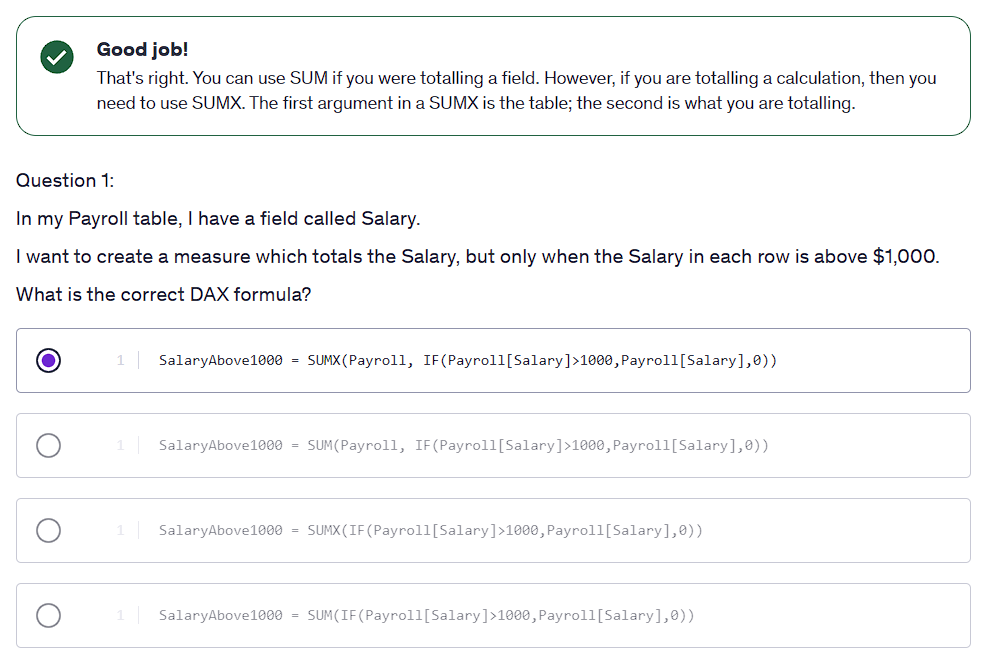 Good job!
That's right. You can use SUM if you were totalling a field. However, if you are totalling a calculation, then you
need to use SUMX. The first argument in a SUMX is the table; the second is what you are totalling.
Question 1:
In my Payroll table, I have a field called Salary.
I want to create a measure which totals the Salary, but only when the Salary in each row is above $1,000.
What is the correct DAX formula?
1 SalaryAbove1000 = SUMX(Payroll, IF(Payroll[Salary]>1000,Payroll[Salary],0))
1 SalaryAbove1000 = SUM(Payroll, IF(Payroll[Salary]>1000,Payroll[Salary],0))
1 SalaryAbove1000 = SUMX(IF(Payroll[Salary]>1000,Payroll[Salary],0))
1 SalaryAbove1000 = SUM(IF(Payroll[Salary]>1000,Payroll[Salary],0))